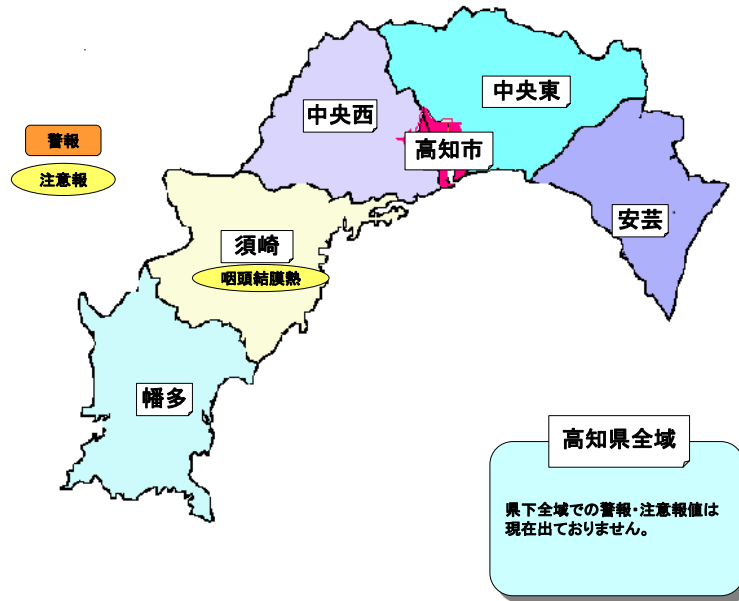 中央東
中央西
高知市
警報
注意報
安芸
須崎
咽頭結膜熱
幡多
高知県全域
県下全域での警報・注意報値は
現在出ておりません。